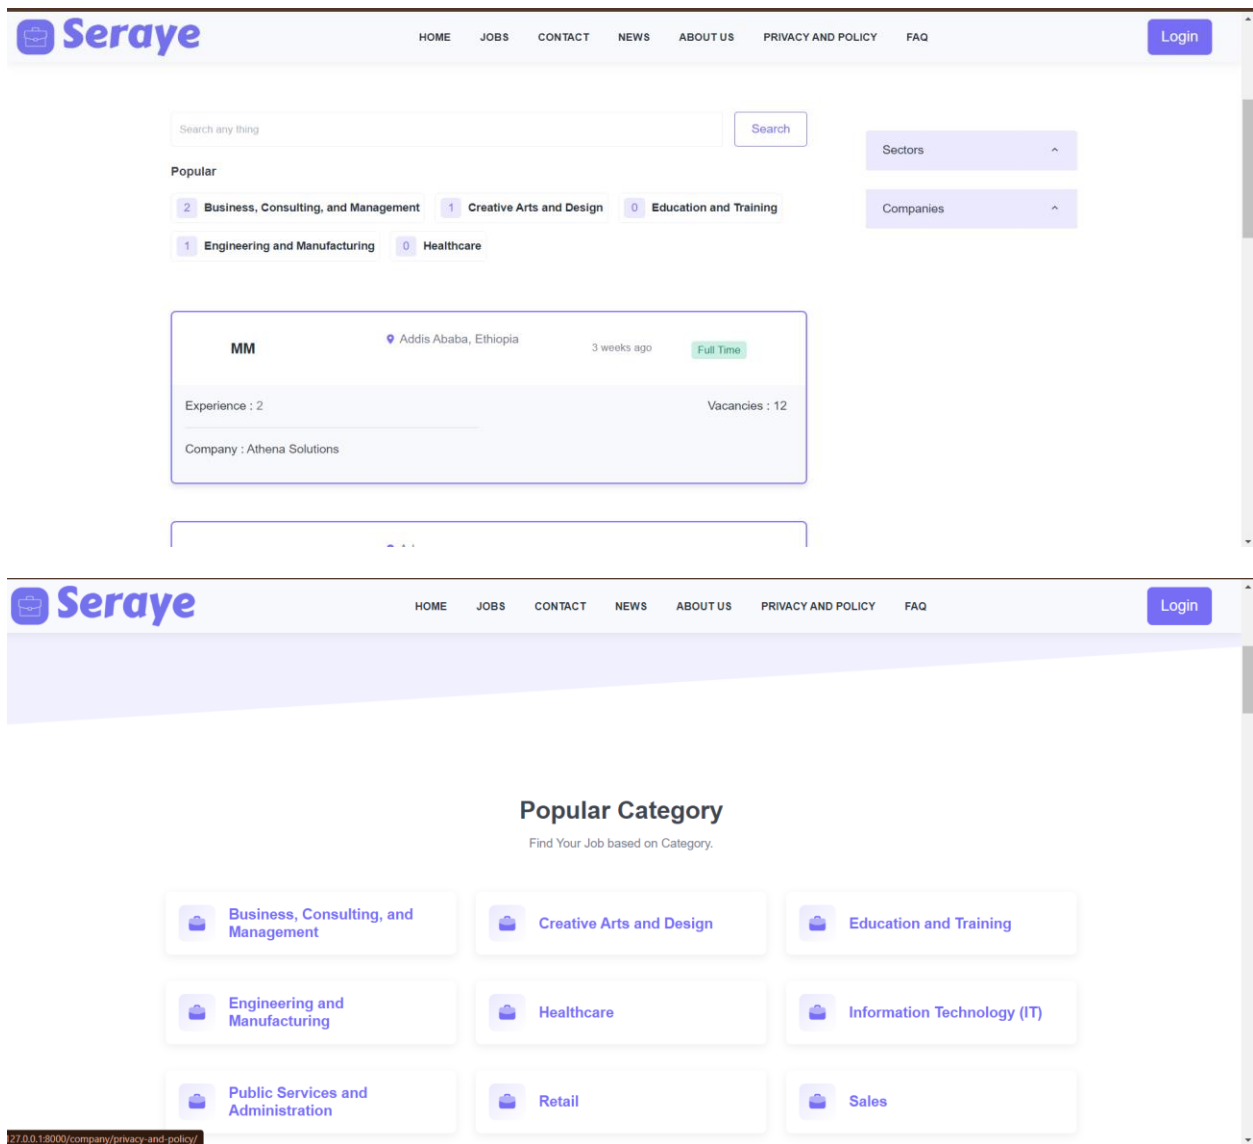 Seraye
HOME JOBS CONTACT NEWS ABOUT US PRIVACY AND POLICY FAQ
Login
Search any thing
Search
Popular
2 Business, Consulting, and Management 1 Creative Arts and Design 0 Education and Training
1 Engineering and Manufacturing 0 Healthcare
Sectors
Companies
MM Addis Ababa, Ethiopia 3 weeks ago Full Time
Experience : 2 Vacancies : 12
Company : Athena Solutions
Seraye
HOME JOBS CONTACT NEWS ABOUT US PRIVACY AND POLICY FAQ
Login
Popular Category
Find Your Job based on Category.
Business, Consulting, and
Management
Creative Arts and Design
Education and Training
Engineering and
Manufacturing
Healthcare
Information Technology (IT)
Public Services and
Administration
Retail
Sales
127.0.0.1:8000/company/privacy-and-policy/